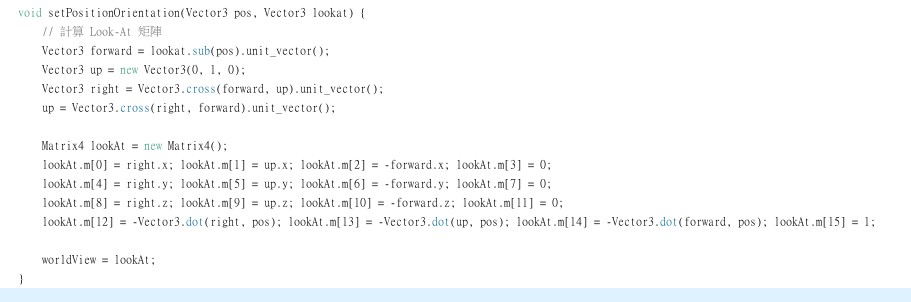 void setPositionOrientation(Vector3 pos, Vector3 lookat) {
// 計算 Look-At 矩陣
Vector3 forward = lookat.sub(pos).unit_vector();
Vector3 up = new Vector3(0, 1, 0);
Vector3 right = Vector3.cross(forward, up).unit_vector();
up = Vector3.cross(right, forward).unit_vector();
Matrix4 lookAt = new Matrix4();
lookAt.m[0] = right.x; lookAt.m[1] = up.x; lookAt.m[2] = -forward.x; lookAt.m[3] = 0;
lookAt.m[4] = right.y; lookAt.m[5] = up.y; lookAt.m[6] = -forward.y; lookAt.m[7] = 0;
lookAt.m[8] = right.z; lookAt.m[9] = up.z; lookAt.m[10] = -forward.z; lookAt.m[11] = 0;
lookAt.m[12] = -Vector3.dot(right, pos); lookAt.m[13] = -Vector3.dot(up, pos); lookAt.m[14] = -Vector3.dot(forward, pos); lookAt.m[15] = 1;
worldView = lookAt;
}